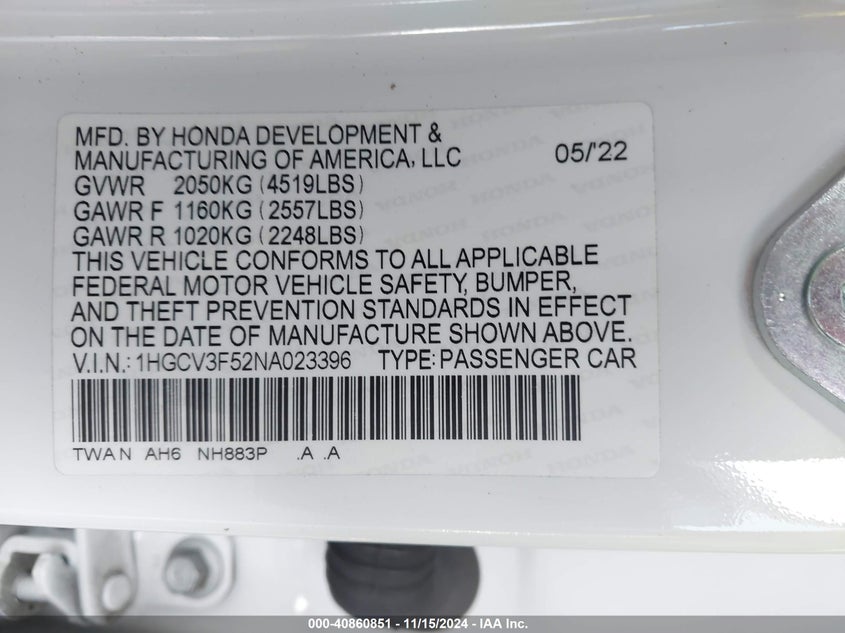 MFD. BY HONDA DEVELOPMENT &
MANUFACTURING OF AMERICA, LLC 05/'22
GVWR 2050KG (4519LBS)
GAWR F 1160KG (2557LBS)
GAWR R 1020KG (2248LBS)
THIS VEHICLE CONFORMS TO ALL APPLICABLE
FEDERAL MOTOR VEHICLE SAFETY, BUMPER,
AND THEFT PREVENTION STANDARDS IN EFFECT
ON THE DATE OF MANUFACTURE SHOWN ABOVE.
V.I.N.: 1HGCV3F52NA023396 TYPE: PASSENGER CAR
TWAN AH6 NH883P .A .A
000-40860851 - 11/15/2024 - IAA Inc.